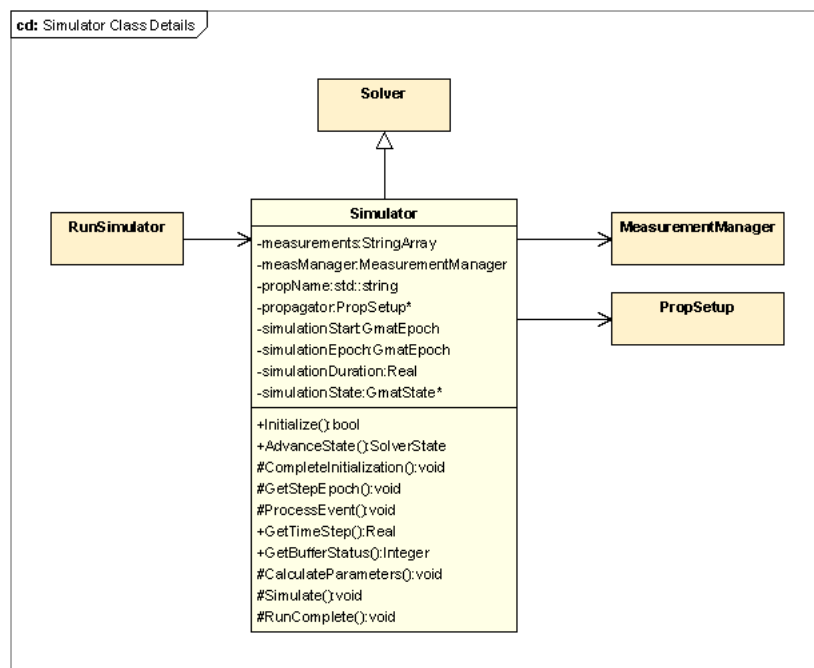 cd: Simulator Class Details
Solver
RunSimulator
Simulator
MeasurementManager
-measurements:StringArray
-measManager:MeasurementManager
-propName:std::string
-propagator:PropSetup*
PropSetup
-simulationStart:GmatEpoch
-simulationEpoch:GmatEpoch
-simulationDuration:Real
-simulationState:GmatState*
+Initialize():bool
+AdvanceState():SolverState
#CompleteInitialization():void
#GetStepEpoch():void
#ProcessEvent():void
+GetTimeStep():Real
+GetBufferStatus():Integer
#CalculateParameters():void
#Simulate():void
#RunComplete():void